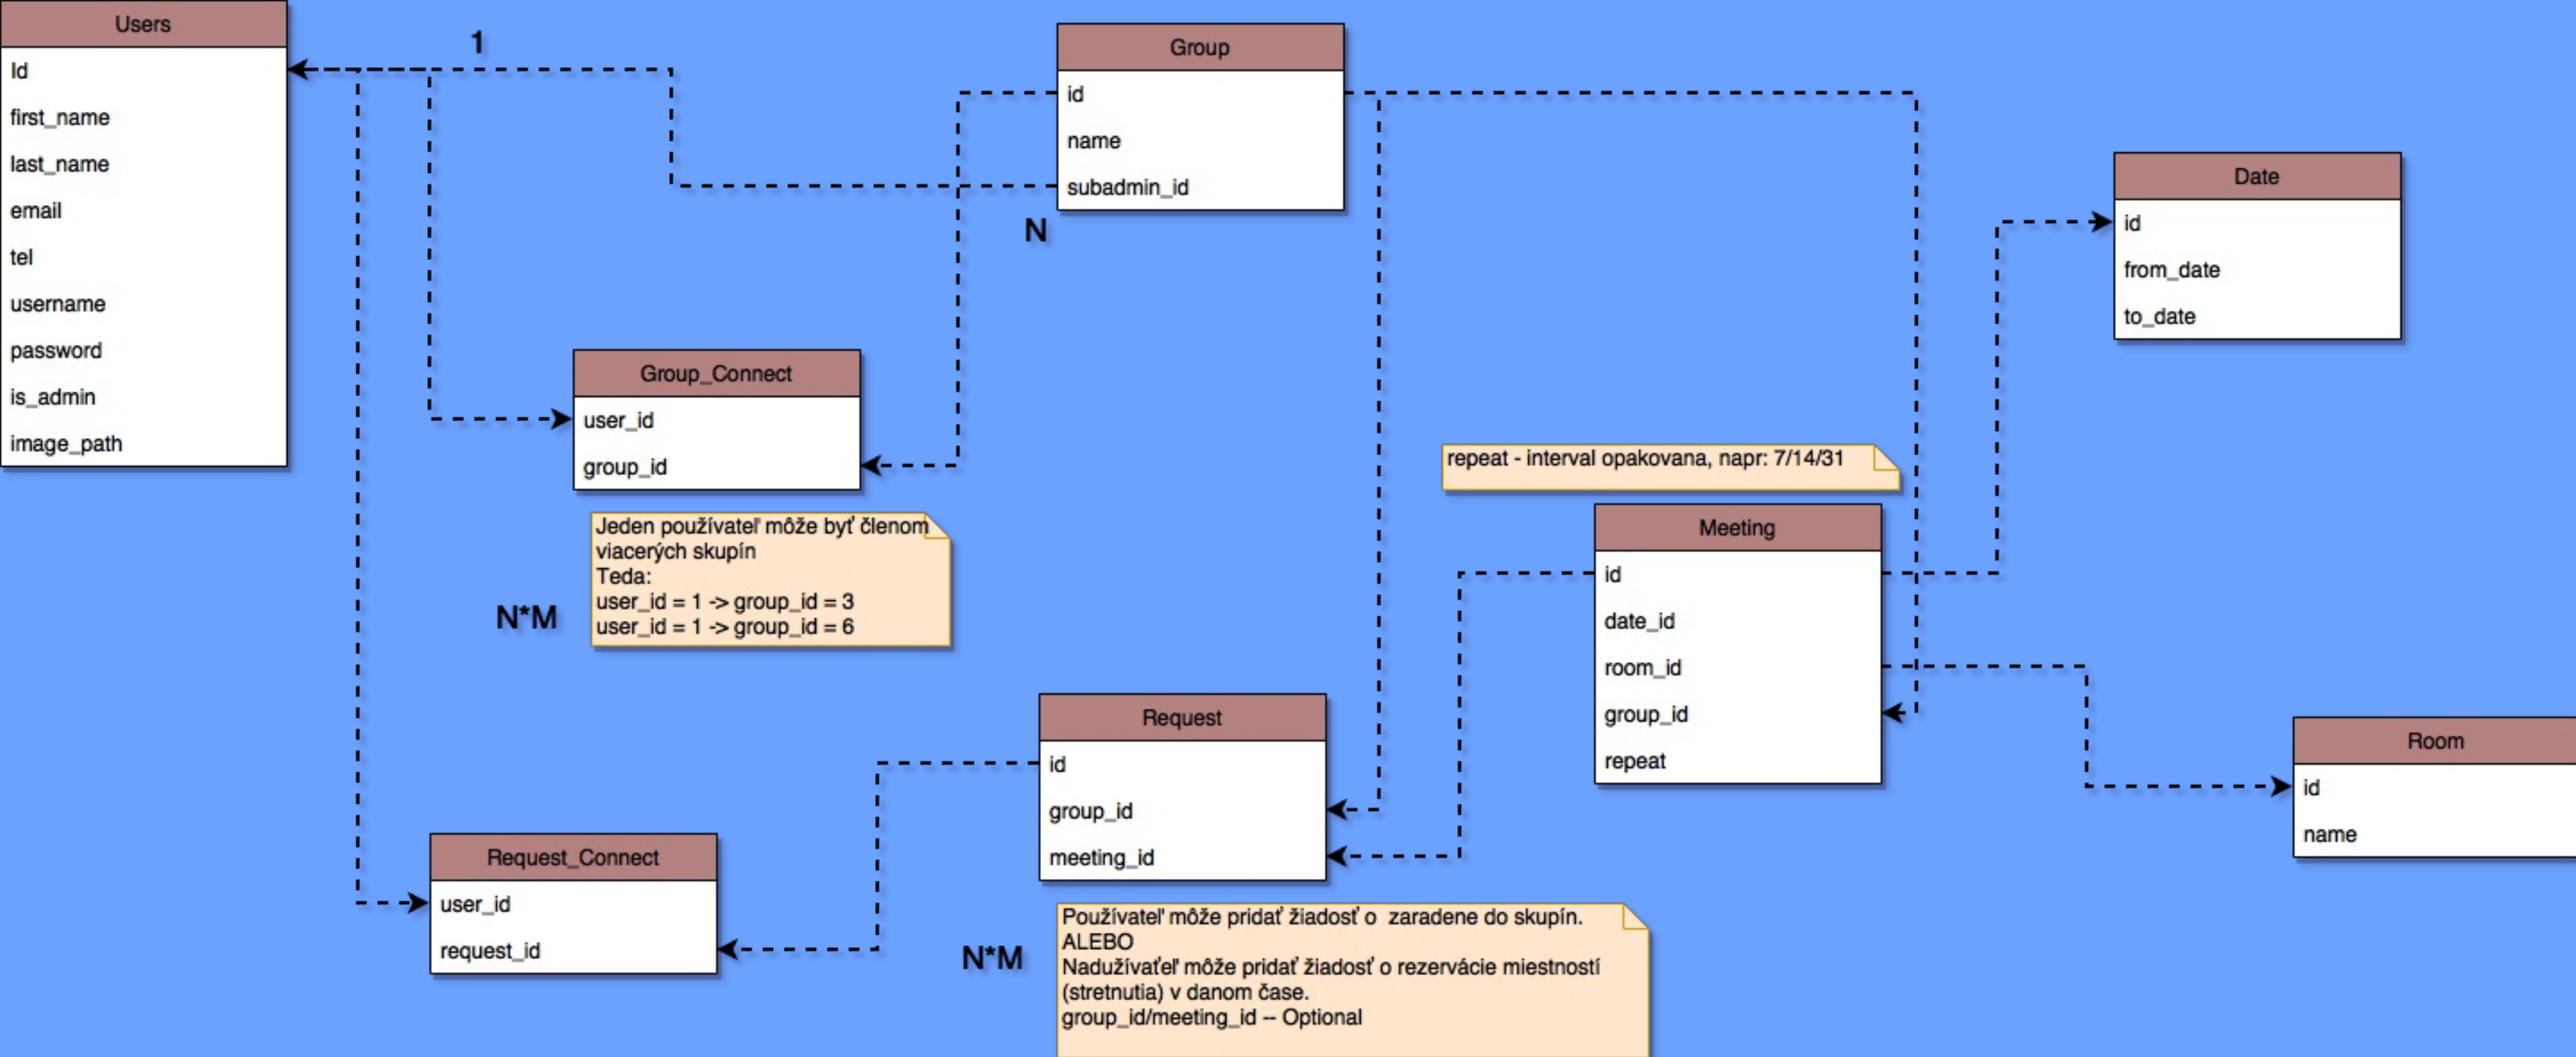 Users
Id
first_name
last_name
email
tel
username
password
is_admin
image_path
1
Group
id
name
subadmin_id
N
Date
id
from_date
to_date
Group_Connect
user_id
group_id
Jeden používateľ môže byť členom
viacerých skupín
Teda:
user_id = 1 -> group_id = 3
user_id = 1 -> group_id = 6
N*M
repeat - interval opakovana, napr: 7/14/31
Meeting
id
date_id
room_id
group_id
repeat
Request
id
group_id
meeting_id
Room
id
name
Request_Connect
user_id
request_id
N*M
Používateľ môže pridať žiadosť o  zaradene do skupín.
ALEBO
Nadužívaťeľ môže pridať žiadosť o rezervácie miestností
(stretnutia) v danom čase.
group_id/meeting_id -- Optional